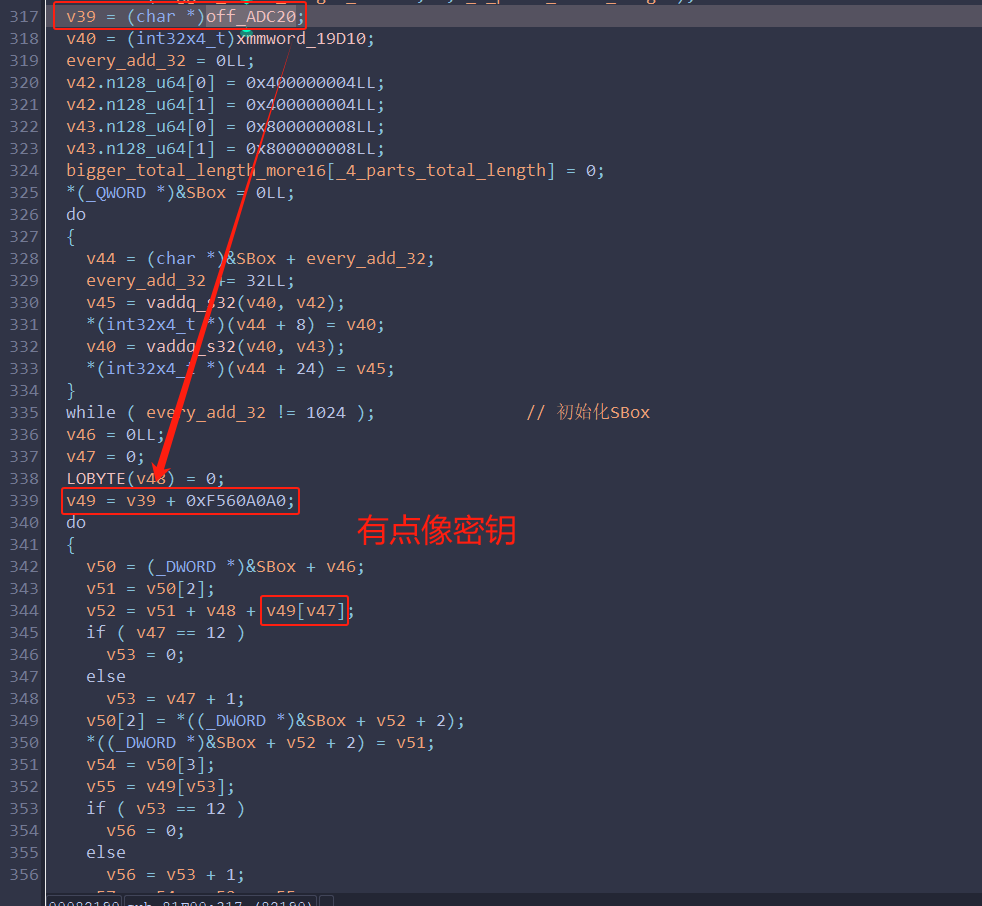 317 v39 = (char *)off_ADC20;
318 v40 = (int32x4_t)xmmword_19D10;
319 every_add_32 = 0LL;
320 v42.n128_u64[0] = 0x400000004LL;
321 v42.n128_u64[1] = 0x400000004LL;
322 v43.n128_u64[0] = 0x800000008LL;
323 v43.n128_u64[1] = 0x800000008LL;
324 bigger_total_length_more16[_4_parts_total_length] = 0;
325 *(_QWORD *)&SBox = 0LL;
326 do
327 {
328 v44 = (char *)&SBox + every_add_32;
329 every_add_32 += 32LL;
330 v45 = vaddq_s32(v40, v42);
331 *(int32x4_t *)(v44 + 8) = v40;
332 v40 = vaddq_s32(v40, v43);
333 *(int32x4_t *)(v44 + 24) = v45;
334 }
335 while ( every_add_32 != 1024 ); // 初始化SBox
336 v46 = 0LL;
337 v47 = 0;
338 LOBYTE(v48) = 0;
339 v49 = v39 + 0xF560A0A0;
340 do
有点像密钥
341 {
342 v50 = (_DWORD *)&SBox + v46;
343 v51 = v50[2];
344 v52 = v51 + v48 + v49[v47];
345 if ( v47 == 12 )
346 v53 = 0;
347 else
348 v53 = v47 + 1;
349 v50[2] = *((_DWORD *)&SBox + v52 + 2);
350 *((_DWORD *)&SBox + v52 + 2) = v51;
351 v54 = v50[3];
352 v55 = v49[v53];
353 if ( v53 == 12 )
354 v56 = 0;
355 else
356 v56 = v53 + 1;